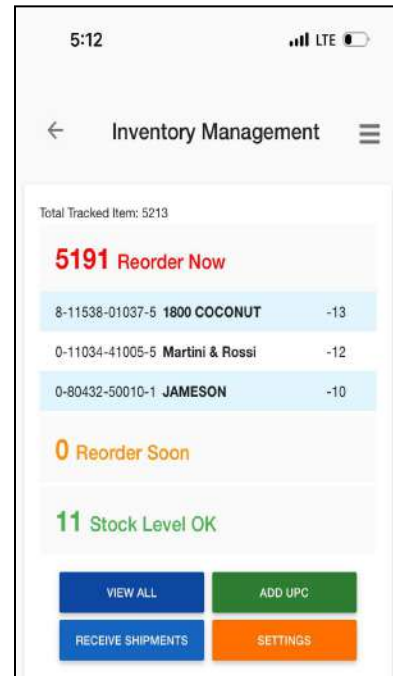 5:12 LTE
Inventory Management
Total Tracked Item: 5213
5191 Reorder Now
8-11538-01037-5 1800 COCONUT -13
0-11034-41005-5 Martini & Rossi -12
0-80432-50010-1 JAMESON -10
0 Reorder Soon
11 Stock Level OK
VIEW ALL ADD UPC
RECEIVE SHIPMENTS SETTINGS